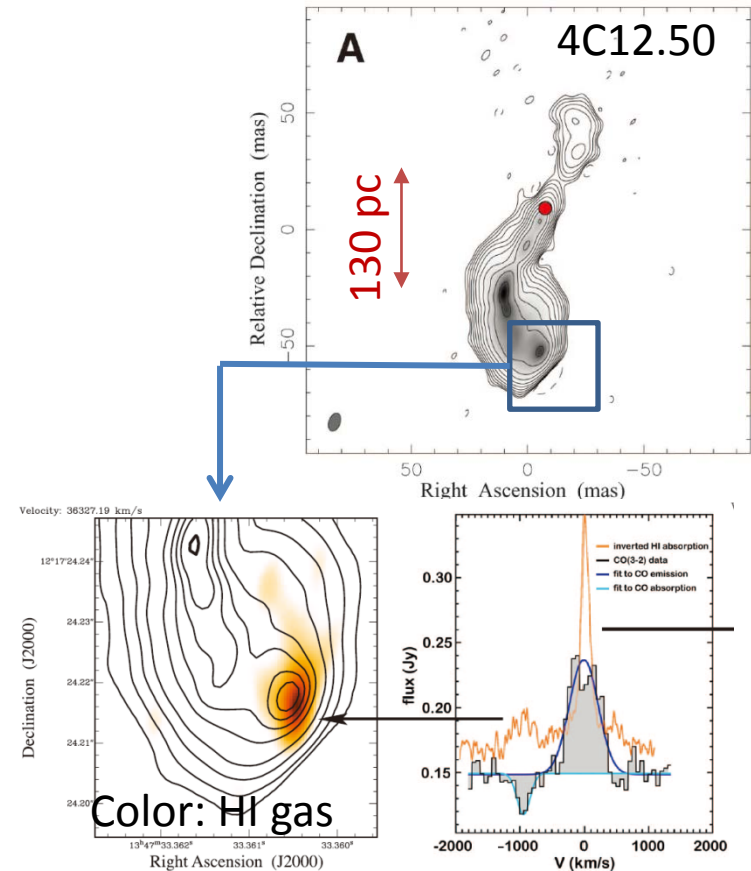 A
4C12.50
Relative Declination (mas)
50
0
−50
130 pc
50
0
−50
Right Ascension (mas)
Velocity: 36327.19 km/s
Declination (J2000)
12°17'24.24"
24.23
24.22
24.21
24.20
Color: HI gas
13ʰ47ᵐ33.362ˢ
33.361
33.360
Right Ascension (J2000)
inverted HI absorption
CO(3-2) data
fit to CO emission
fit to CO absorption
flux (Jy)
0.30
0.25
0.20
0.15
-2000
-1000
0
1000
2000
V (km/s)